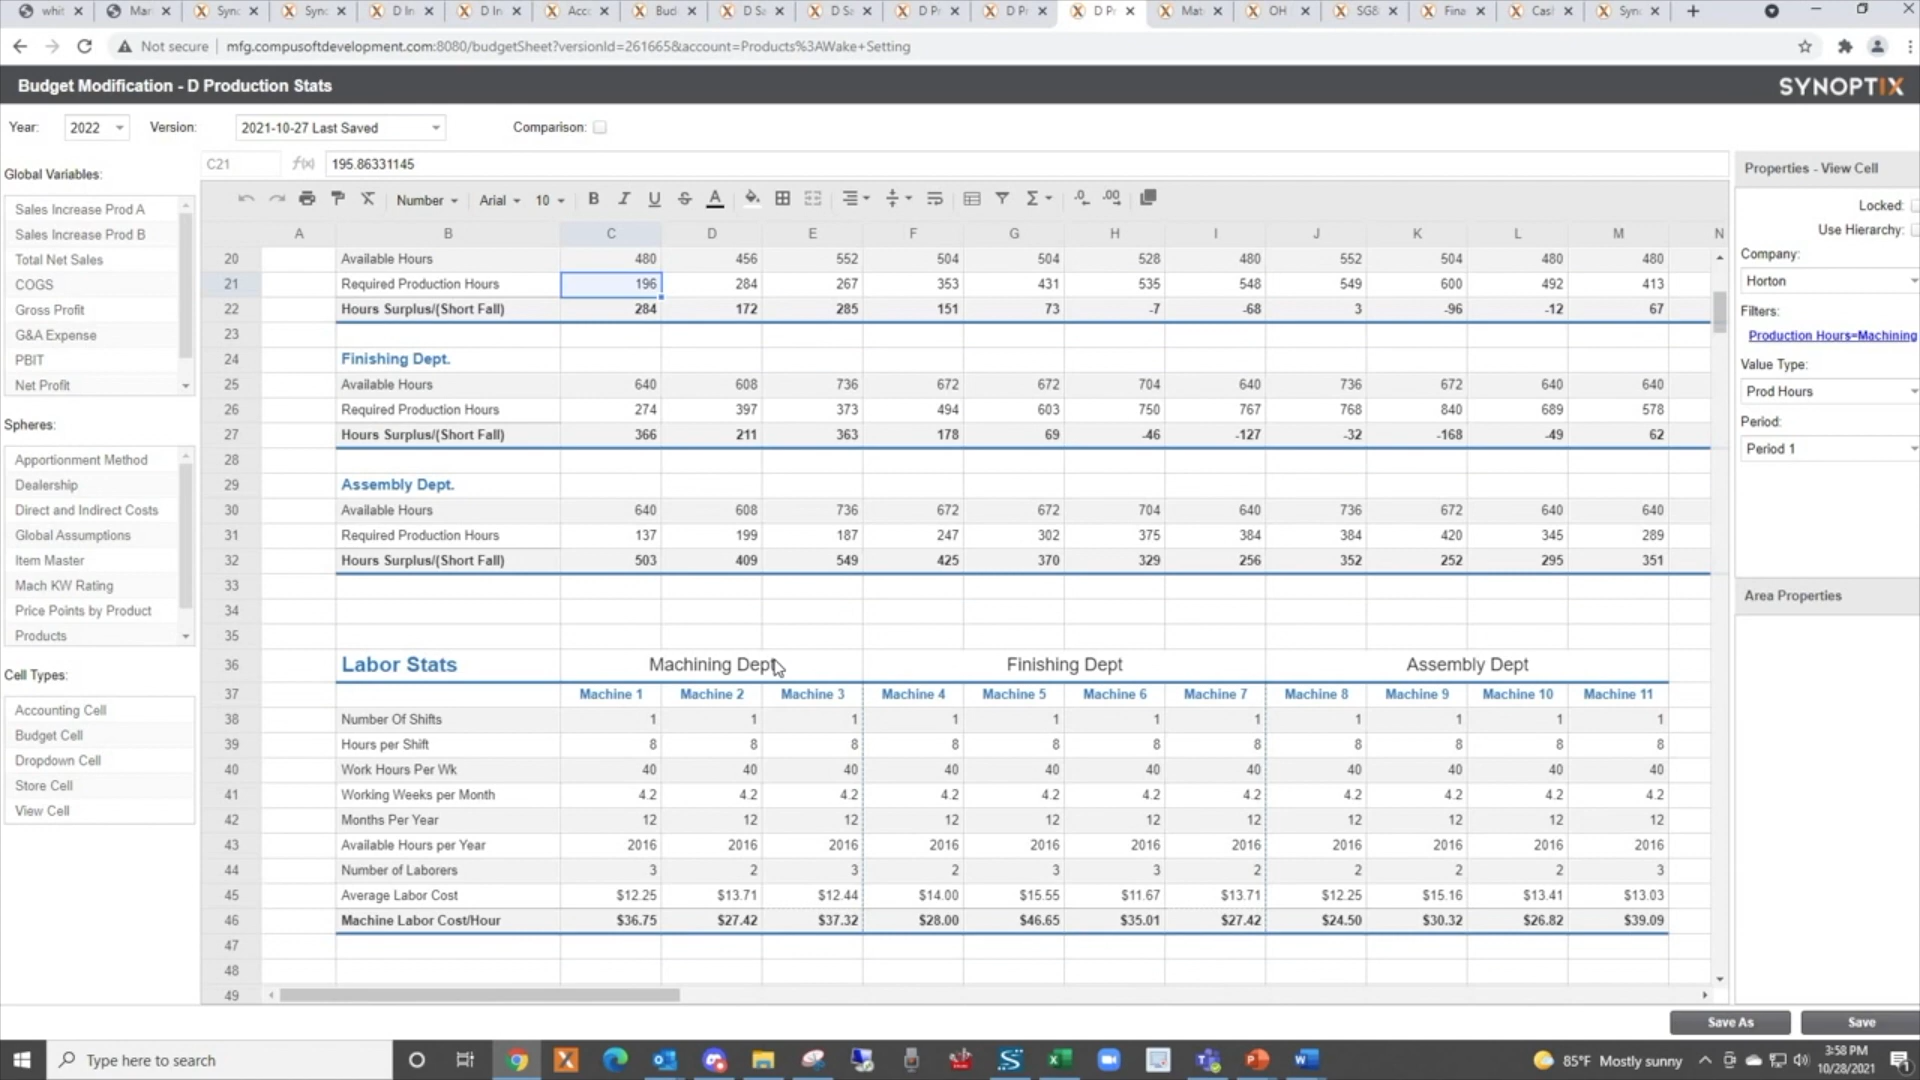 whit Mar Sync Sync D In D In Acc Bud D Sa D Sa D Pr D Pr D Pr Mat OH SG& Fina Cas Sync
Not secure mfg.compusoftdevelopment.com:8080/budgetSheet?versionId=261665&account=Products%3AWake+Setting
Budget Modification - D Production Stats SYNOPTIX
Year: 2022 Version: 2021-10-27 Last Saved Comparison:
C21 f(x) 195.86331145
Global Variables:
Sales Increase Prod A
Sales Increase Prod B
Total Net Sales
COGS
Gross Profit
G&A Expense
PBIT
Net Profit
Spheres:
Apportionment Method
Dealership
Direct and Indirect Costs
Global Assumptions
Item Master
Mach KW Rating
Price Points by Product
Products
Cell Types:
Accounting Cell
Budget Cell
Dropdown Cell
Store Cell
View Cell
Number Arial 10 B I U S A Σ .0 .00
A B C D E F G H I J K L M N
20 Available Hours 480 456 552 504 504 528 480 552 504 480 480
21 Required Production Hours 196 284 267 353 431 535 548 549 600 492 413
22 Hours Surplus/(Short Fall) 284 172 285 151 73 -7 -68 3 -96 -12 67
23
24 Finishing Dept.
25 Available Hours 640 608 736 672 672 704 640 736 672 640 640
26 Required Production Hours 274 397 373 494 603 750 767 768 840 689 578
27 Hours Surplus/(Short Fall) 366 211 363 178 69 -46 -127 -32 -168 -49 62
28
29 Assembly Dept.
30 Available Hours 640 608 736 672 672 704 640 736 672 640 640
31 Required Production Hours 137 199 187 247 302 375 384 384 420 345 289
32 Hours Surplus/(Short Fall) 503 409 549 425 370 329 256 352 252 295 351
33
34
35
36 Labor Stats Machining Dept Finishing Dept Assembly Dept
37 Machine 1 Machine 2 Machine 3 Machine 4 Machine 5 Machine 6 Machine 7 Machine 8 Machine 9 Machine 10 Machine 11
38 Number Of Shifts 1 1 1 1 1 1 1 1 1 1 1
39 Hours per Shift 8 8 8 8 8 8 8 8 8 8 8
40 Work Hours Per Wk 40 40 40 40 40 40 40 40 40 40 40
41 Working Weeks per Month 4.2 4.2 4.2 4.2 4.2 4.2 4.2 4.2 4.2 4.2 4.2
42 Months Per Year 12 12 12 12 12 12 12 12 12 12 12
43 Available Hours per Year 2016 2016 2016 2016 2016 2016 2016 2016 2016 2016 2016
44 Number of Laborers 3 2 3 2 3 3 2 2 2 2 3
45 Average Labor Cost $12.25 $13.71 $12.44 $14.00 $15.55 $11.67 $13.71 $12.25 $15.16 $13.41 $13.03
46 Machine Labor Cost/Hour $36.75 $27.42 $37.32 $28.00 $46.65 $35.01 $27.42 $24.50 $30.32 $26.82 $39.09
47
48
49
Properties - View Cell
Locked:
Use Hierarchy:
Company:
Horton
Filters:
Production Hours=Machining
Value Type:
Prod Hours
Period:
Period 1
Area Properties
Save As Save
Type here to search 85°F Mostly sunny 3:58 PM
10/28/2021